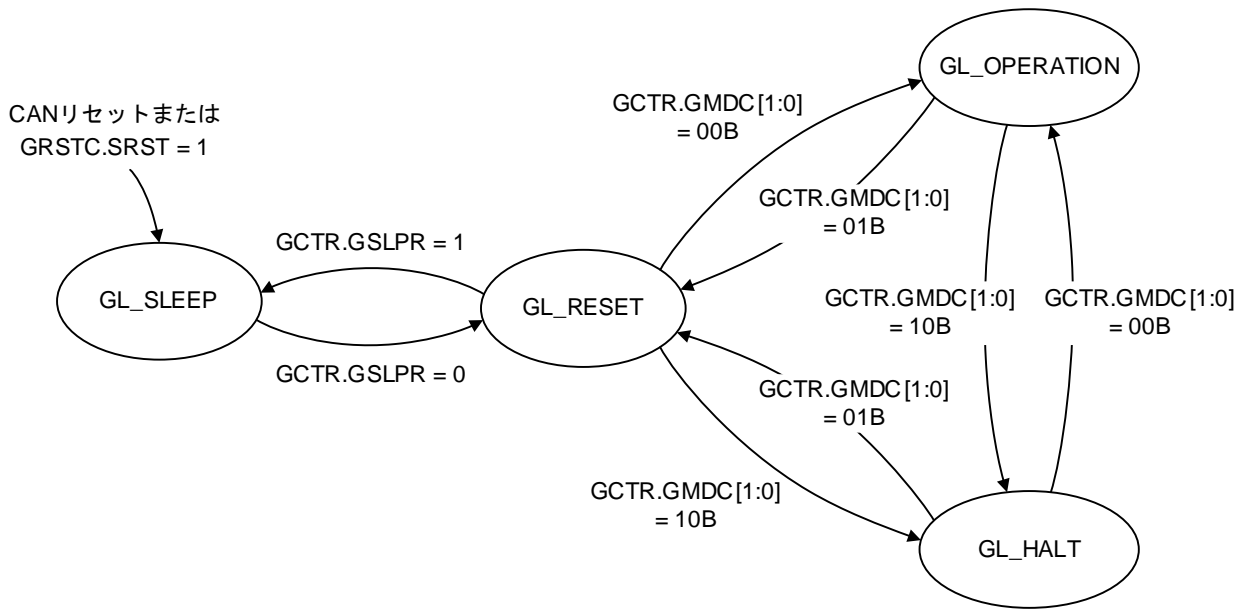 GL_OPERATION
CANリセットまたは
GRSTC.SRST = 1
GCTR.GMDC[1:0]
= 00B
GCTR.GMDC[1:0]
= 01B
GCTR.GSLPR = 1
GL_SLEEP
GL_RESET
GCTR.GMDC[1:0]
= 10B
GCTR.GMDC[1:0]
= 00B
GCTR.GSLPR = 0
GCTR.GMDC[1:0]
= 01B
GCTR.GMDC[1:0]
= 10B
GL_HALT